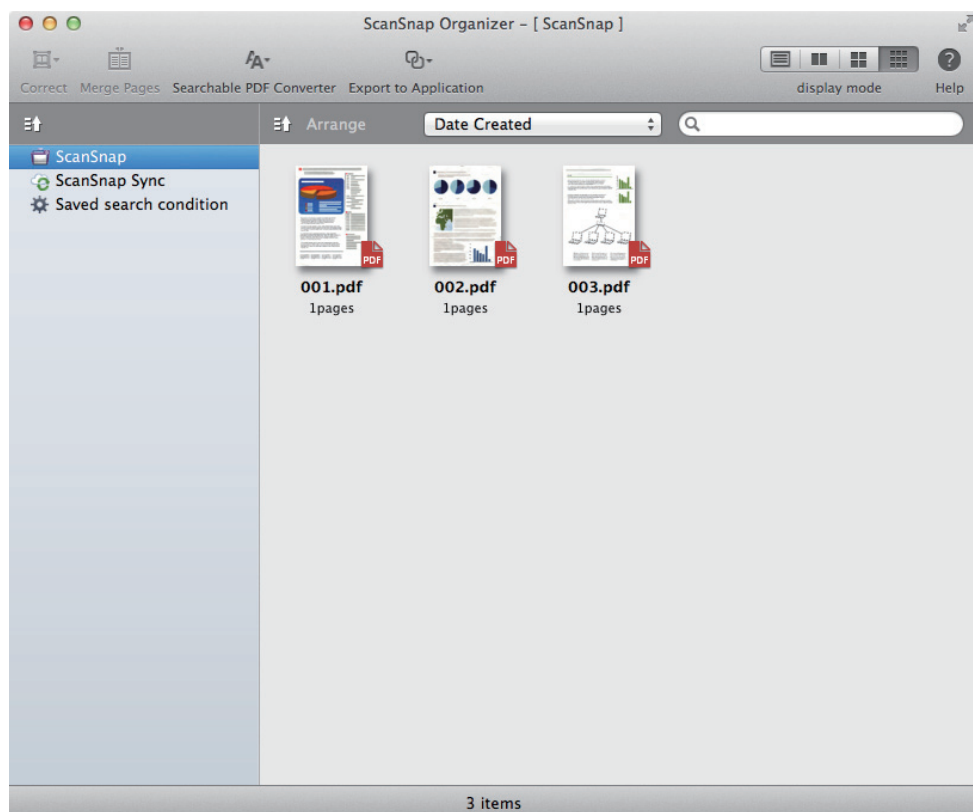 ScanSnap Organizer – [ ScanSnap ]
Correct Merge Pages Searchable PDF Converter Export to Application display mode Help
Arrange Date Created
ScanSnap
ScanSnap Sync
Saved search condition
PDF PDF PDF
001.pdf 002.pdf 003.pdf
1pages 1pages 1pages
3 items